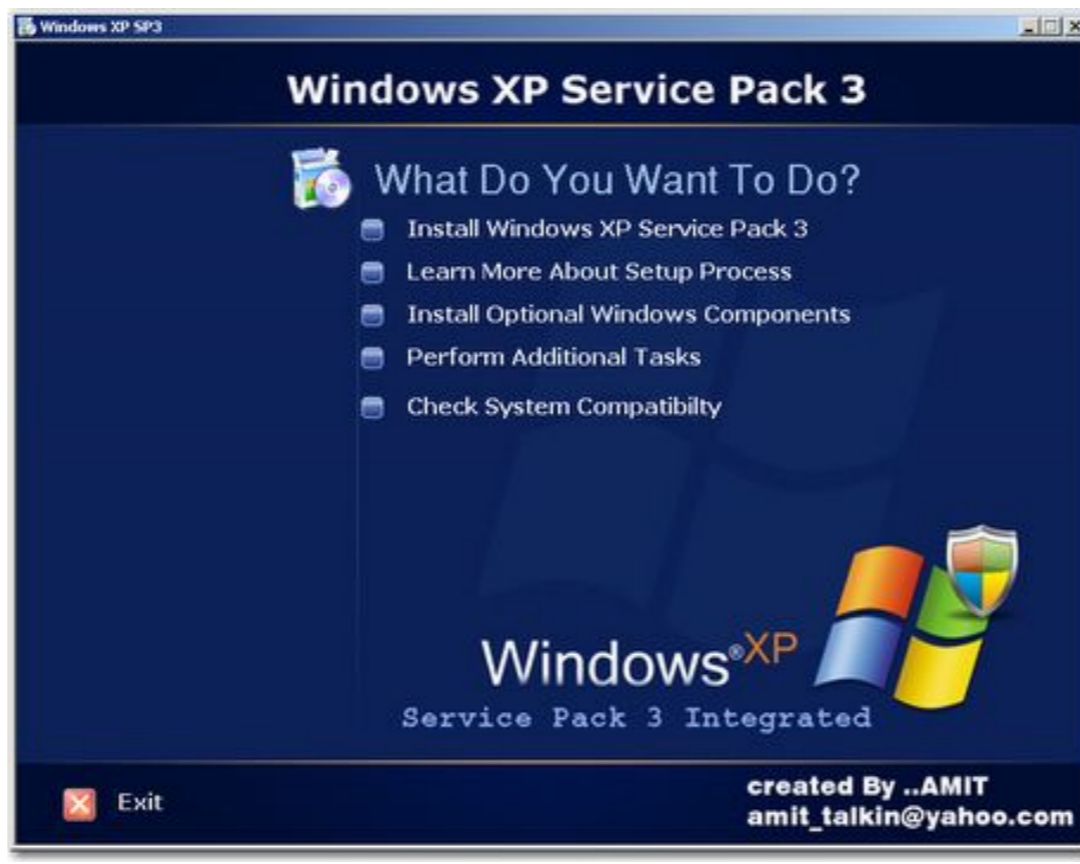 Windows XP SP3
Windows XP Service Pack 3
What Do You Want To Do?
Install Windows XP Service Pack 3
Learn More About Setup Process
Install Optional Windows Components
Perform Additional Tasks
Check System Compatibilty
Windows®XP
Service Pack 3 Integrated
Exit
created By ..AMIT
amit_talkin@yahoo.com